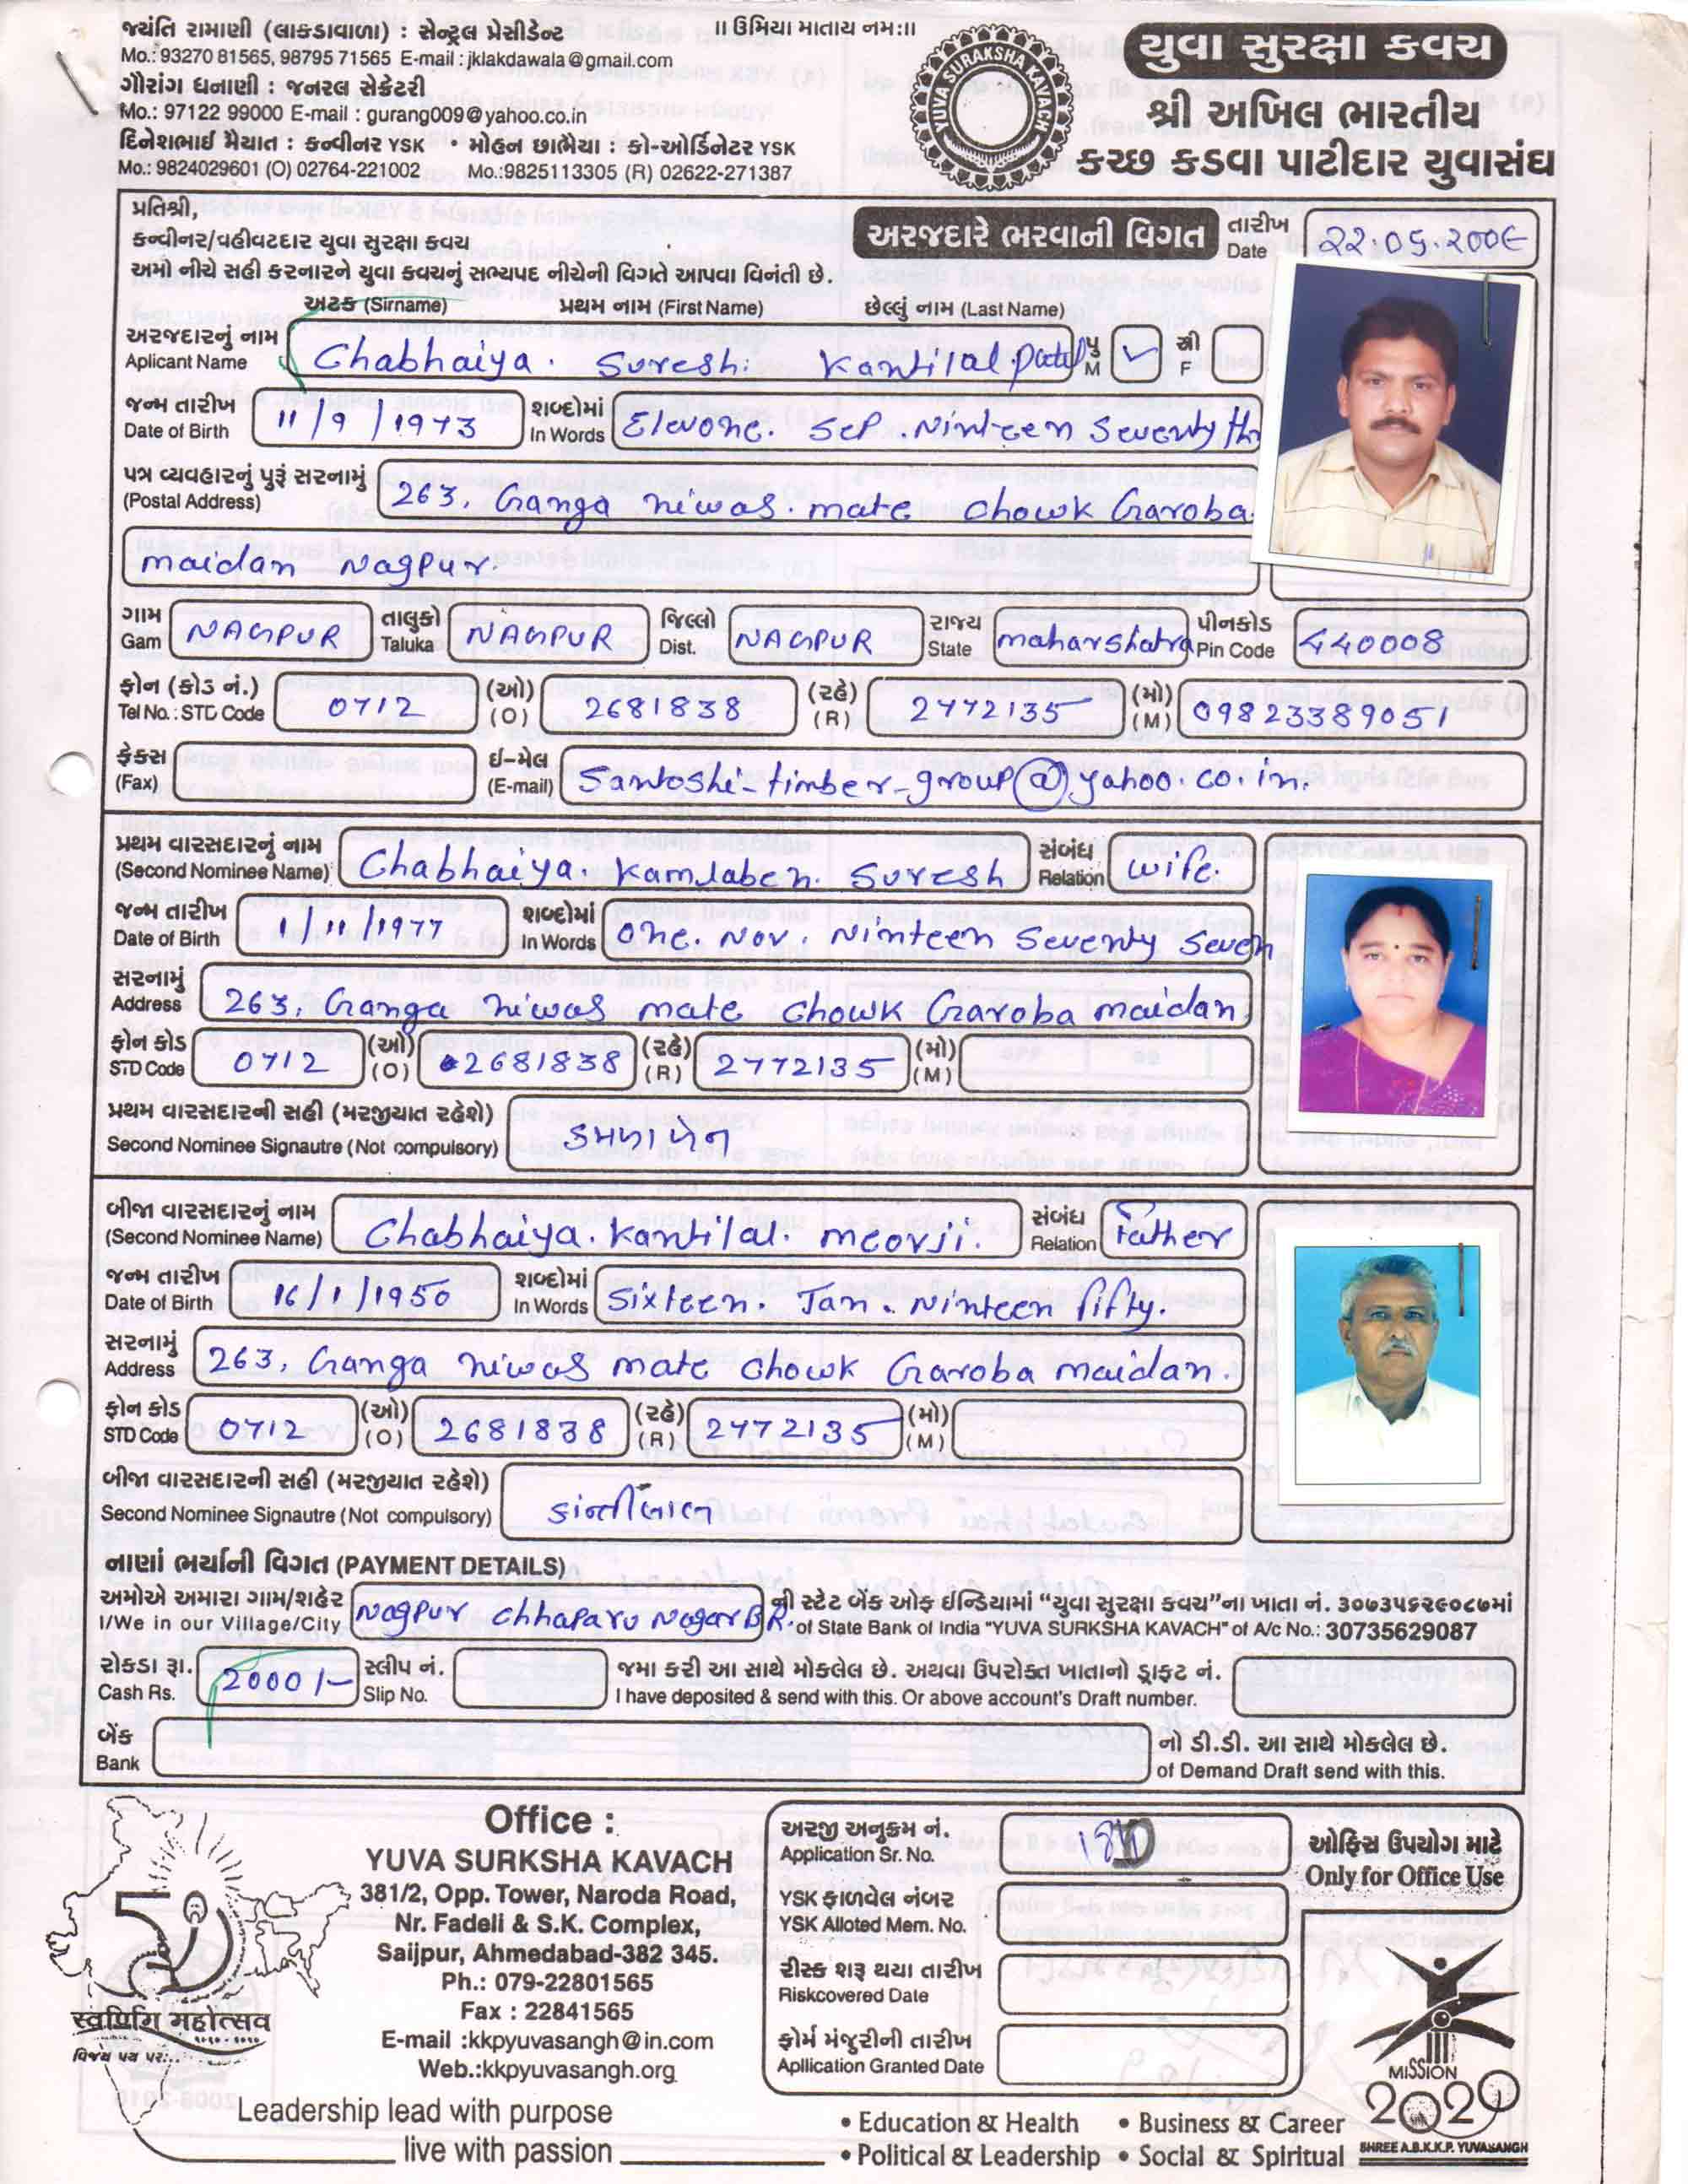 જયંતિ રામાણી (લાકડાવાળા) : સેન્ટ્રલ પ્રેસીડેન્ટ
Mo.: 93270 81565, 98795 71565 E-mail : jklakdawala@gmail.com
ગૌરાંગ ધનાણી : જનરલ સેક્રેટરી
Mo.: 97122 99000 E-mail : gurang009@yahoo.co.in
દિનેશભાઈ મૈયાત : કન્વીનર YSK • મોહન છાભૈયા : કો-ઓર્ડિનેટર YSK
Mo.: 9824029601 (O) 02764-221002 Mo.:9825113305 (R) 02622-271387
॥ ઉમિયા માતાય નમ:॥
YUVA SURAKSHA KAVACH
યુવા સુરક્ષા કવચ
શ્રી અખિલ ભારતીય
કચ્છ કડવા પાટીદાર યુવાસંઘ
પ્રતિશ્રી,
કન્વીનર/વહીવટદાર યુવા સુરક્ષા કવચ
અમો નીચે સહી કરનારને યુવા કવચનું સભ્યપદ નીચેની વિગતે આપવા વિનંતી છે.
અરજદારે ભરવાની વિગત
તારીખ
Date 22.05.200
અટક (Sirname) પ્રથમ નામ (First Name) છેલ્લું નામ (Last Name)
અરજદારનું નામ
Aplicant Name Chabhaiya. Suresh. Kantilal patel પુ M ✓ સ્ત્રી F
જન્મ તારીખ શબ્દોમાં
Date of Birth 11/9/1973 In Words Elevone. Sep. Ninteen Seventy th
પત્ર વ્યવહારનું પુરૂં સરનામું
(Postal Address) 263, Ganga niwas. mate chowk Garoba
maidan Nagpur.
ગામ તાલુકો જિલ્લો રાજ્ય પીનકોડ
Gam NAGPUR Taluka NAGPUR Dist. NAGPUR State maharshatra Pin Code 440008
ફોન (કોડ નં.) (ઓ) (રહે) (મો)
Tel No.: STD Code 0712 (O) 2681838 (R) 2772135 (M) 09823389051
ફેકસ ઈ-મેલ
(Fax) (E-mail) Santoshi-timber-group@yahoo.co.in.
પ્રથમ વારસદારનું નામ સંબંધ
(Second Nominee Name) Chabhaiya. Kamlaben. Suresh Relation wife.
જન્મ તારીખ શબ્દોમાં
Date of Birth 1/11/1977 In Words One. Nov. Ninteen Seventy Seven
સરનામું
Address 263, Ganga niwas mate chowk Garoba maidan
ફોન કોડ (ઓ) (રહે) (મો)
STD Code 0712 (O) 2681838 (R) 2772135 (M)
પ્રથમ વારસદારની સહી (મરજીયાત રહેશે)
Second Nominee Signautre (Not compulsory) કમળાબેન
બીજા વારસદારનું નામ સંબંધ
(Second Nominee Name) Chabhaiya. Kantilal. meorji. Relation Father
જન્મ તારીખ શબ્દોમાં
Date of Birth 16/1/1950 In Words Sixteen. Jan. Ninteen fifty.
સરનામું
Address 263, Ganga niwas mate chowk Garoba maidan.
ફોન કોડ (ઓ) (રહે) (મો)
STD Code 0712 (O) 2681838 (R) 2772135 (M)
બીજા વારસદારની સહી (મરજીયાત રહેશે)
Second Nominee Signautre (Not compulsory) કાન્તીલાલ
નાણાં ભર્યાની વિગત (PAYMENT DETAILS)
અમોએ અમારા ગામ/શહેર ની સ્ટેટ બેંક ઓફ ઈન્ડિયામાં “યુવા સુરક્ષા કવચ”ના ખાતા નં. ૩૦૭૩૫૬૨૯૦૮૭માં
I/We in our Village/City Nagpur Chhaparu Nagar BR. of State Bank of India "YUVA SURKSHA KAVACH" of A/c No.: 30735629087
રોકડા રૂા. સ્લીપ નં. જમા કરી આ સાથે મોકલેલ છે. અથવા ઉપરોક્ત ખાતાનો ડ્રાફ્ટ નં.
Cash Rs. 20001- Slip No. I have deposited & send with this. Or above account's Draft number.
બેંક નો ડી.ડી. આ સાથે મોકલેલ છે.
Bank of Demand Draft send with this.
Office :
YUVA SURKSHA KAVACH
381/2, Opp. Tower, Naroda Road,
Nr. Fadeli & S.K. Complex,
Saijpur, Ahmedabad-382 345.
Ph.: 079-22801565
Fax : 22841565
E-mail :kkpyuvasangh@in.com
Web.:kkpyuvasangh.org
અરજી અનુક્રમ નં.
Application Sr. No.
YSK ફાળવેલ નંબર
YSK Alloted Mem. No.
રીસ્ક શરૂ થયા તારીખ
Riskcovered Date
ફોર્મ મંજુરીની તારીખ
Apllication Granted Date
ઓફિસ ઉપયોગ માટે
Only for Office Use
स्वर्णिम महोत्सव
વિજય પથ પર...
MISSION
2020
SHREE A.B.K.K.P. YUVASANGH
Leadership lead with purpose
live with passion
• Education & Health • Business & Career
• Political & Leadership • Social & Spiritual